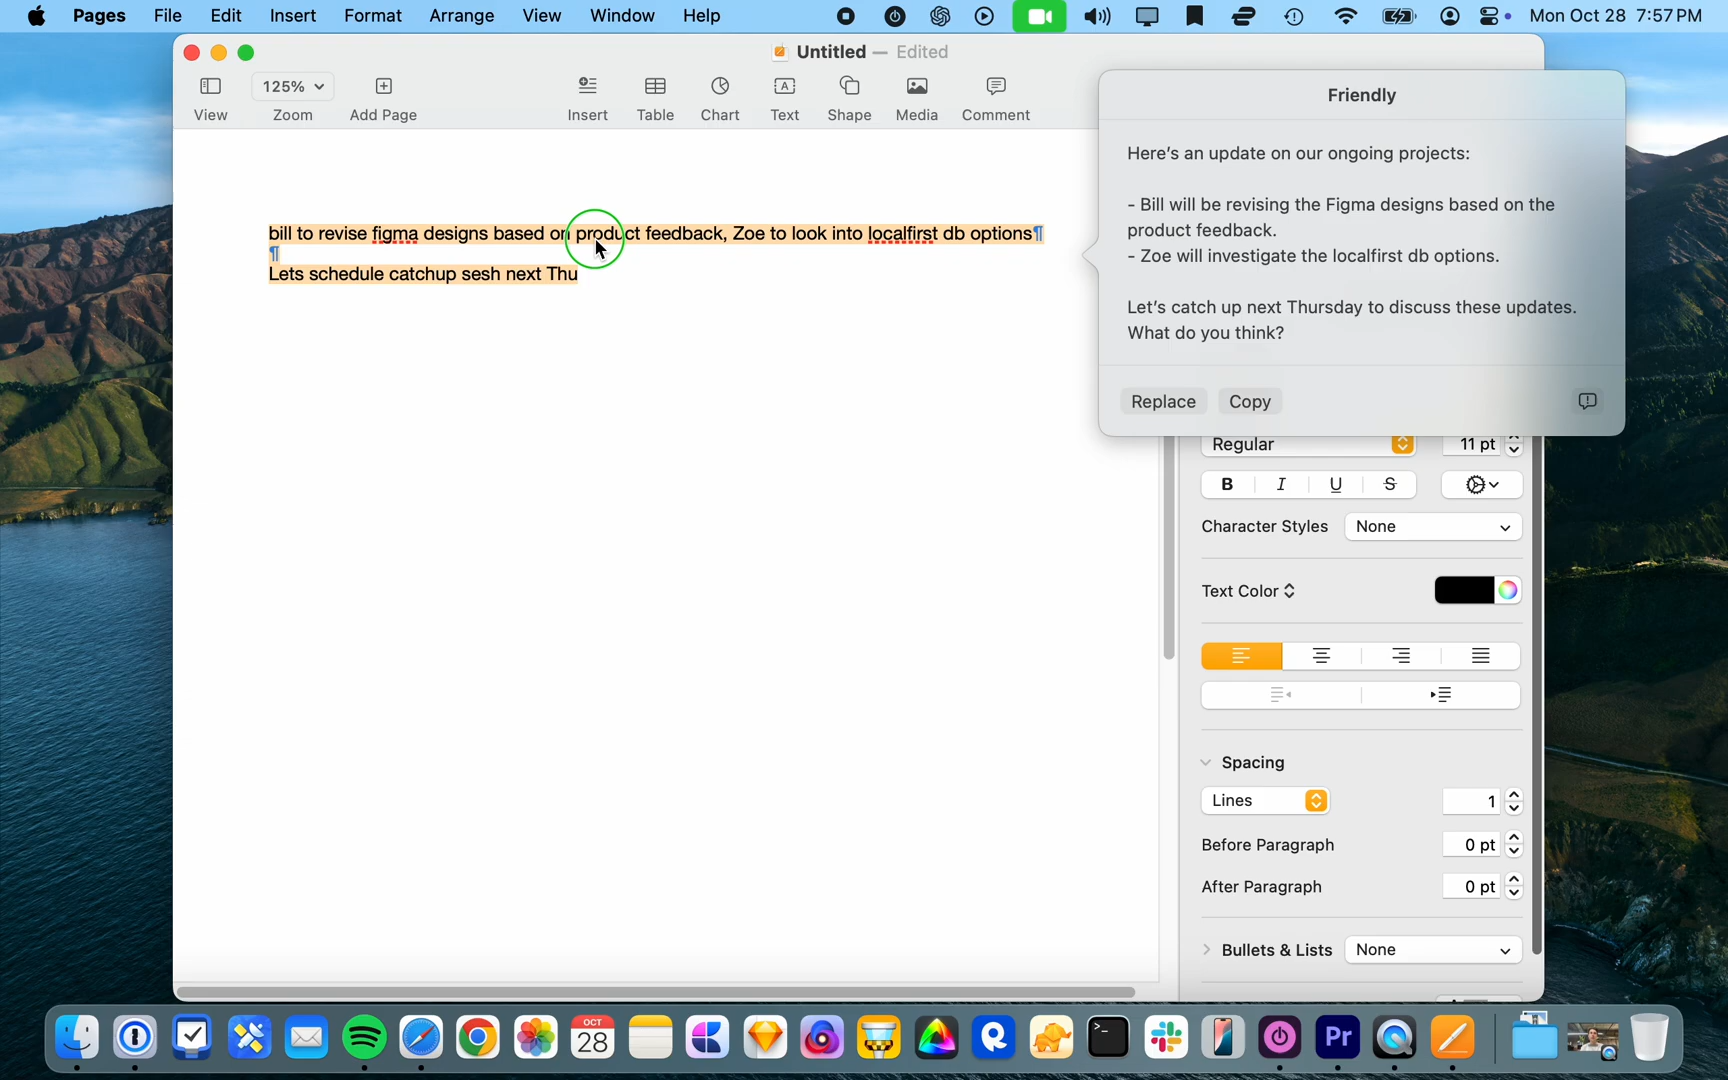 Pages File Edit Insert Format Arrange View Window Help Mon Oct 28 7:57 PM
Untitled — Edited
125%
View Zoom Add Page Insert Table Chart Text Shape Media Comment
bill to revise figma designs based on product feedback, Zoe to look into localfirst db options¶
¶
Lets schedule catchup sesh next Thu
Friendly
Here's an update on our ongoing projects:
- Bill will be revising the Figma designs based on the
product feedback.
- Zoe will investigate the localfirst db options.
Let's catch up next Thursday to discuss these updates.
What do you think?
Replace Copy
Regular 11 pt
B I U S
Character Styles None
Text Color
Spacing
Lines 1
Before Paragraph 0 pt
After Paragraph 0 pt
Bullets & Lists None
OCT
28
Pr